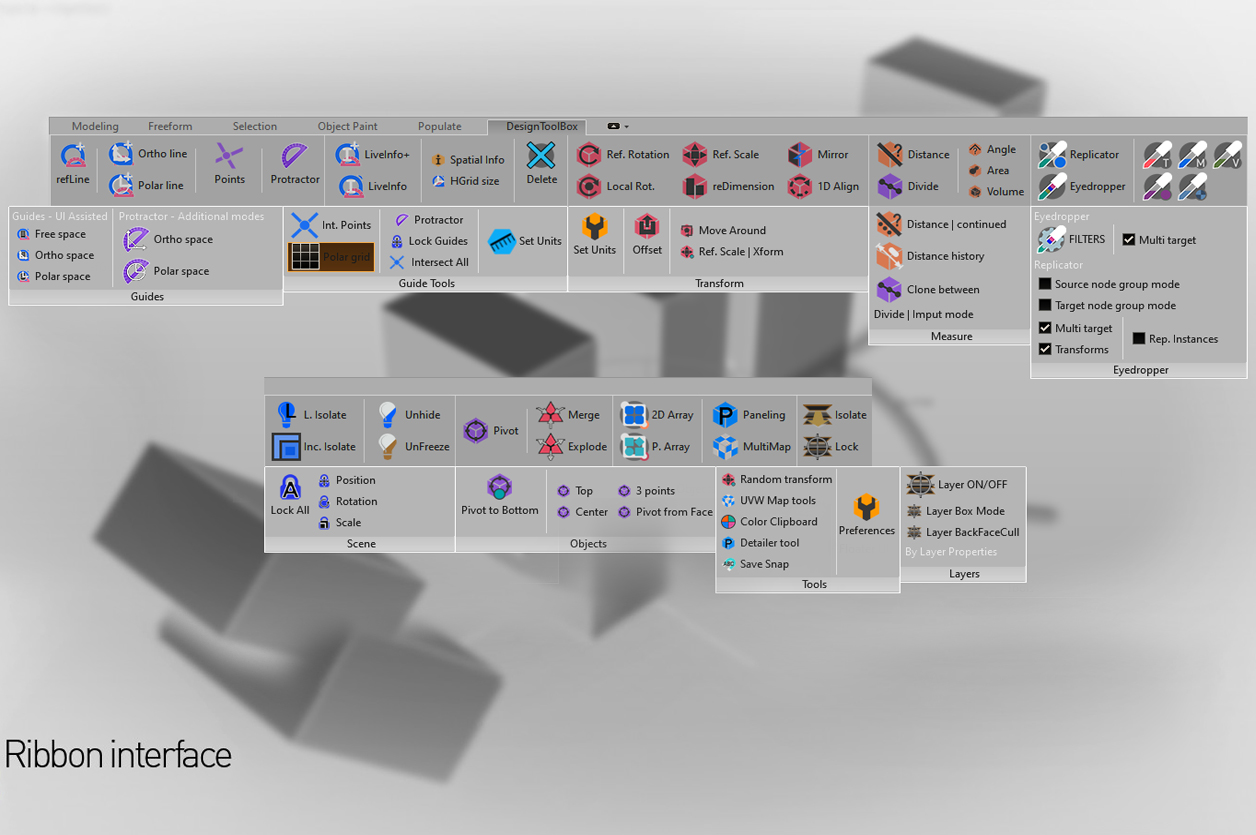 Modeling Freeform Selection Object Paint Populate DesignToolBox
refLine Ortho line Polar line Points Protractor LiveInfo+ LiveInfo Spatial Info HGrid size Delete
Ref. Rotation Ref. Scale Mirror
Local Rot. reDimension 1D Align
Distance Angle
Divide Area
Volume
Replicator
Eyedropper
T M V
Guides - UI Assisted Protractor - Additional modes
Free space
Ortho space Ortho space
Polar space Polar space
Guides
Int. Points Protractor
Polar grid Lock Guides
Intersect All
Set Units
Guide Tools
Set Units Offset Move Around
Ref. Scale | Xform
Transform
Distance | continued
Distance history
Clone between
Divide | Imput mode
Measure
Eyedropper
FILTERS Multi target
Replicator
Source node group mode
Target node group mode
Multi target
Transforms
Rep. Instances
Eyedropper
L. Isolate Unhide
Inc. Isolate UnFreeze
Pivot Merge
Explode
2D Array Paneling Isolate
P. Array MultiMap Lock
Lock All Position
Rotation
Scale
Scene
Pivot to Bottom Top 3 points
Center Pivot from Face
Objects
Random transform
UVW Map tools
Color Clipboard
Detailer tool
Save Snap
Preferences
Tools
Layer ON/OFF
Layer Box Mode
Layer BackFaceCull
By Layer Properties
Layers
Ribbon interface